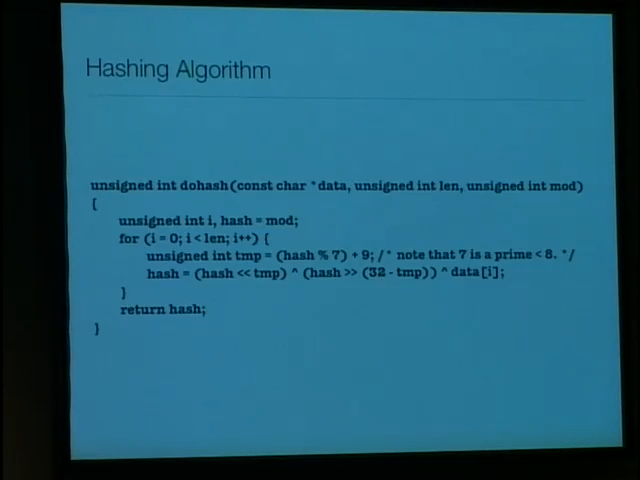 Hashing Algorithm
unsigned int dohash(const char *data, unsigned int len, unsigned int mod)
{
unsigned int i, hash = mod;
for (i = 0; i < len; i++) {
unsigned int tmp = (hash % 7) + 9; /* note that 7 is a prime < 8. */
hash = (hash << tmp) ^ (hash >> (32 - tmp)) ^ data[i];
}
return hash;
}